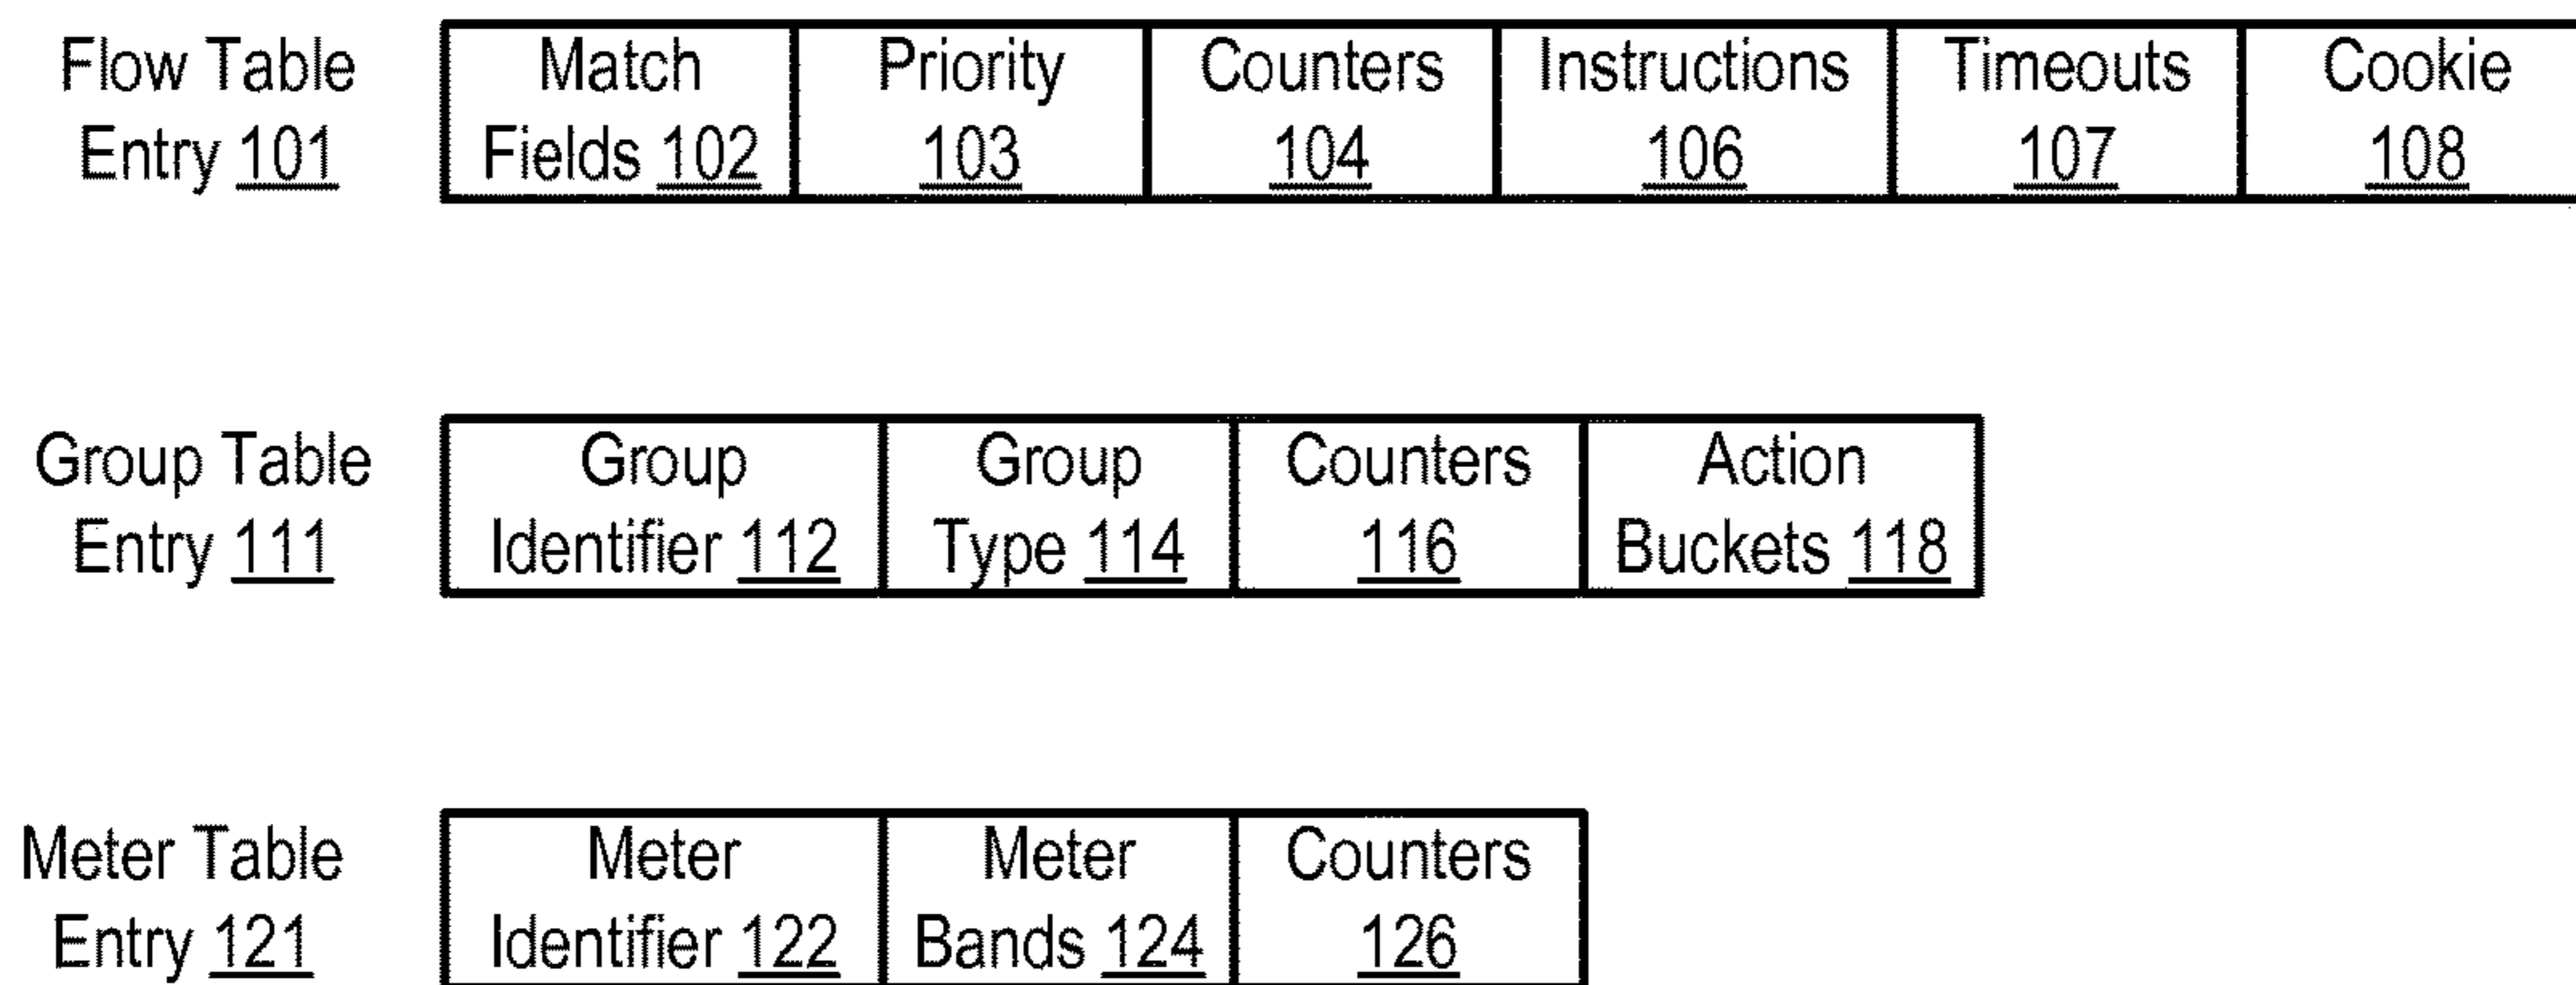 Flow Table
Entry 101
Match
Fields 102
Priority
103
Counters
104
Instructions
106
Timeouts
107
Cookie
108
Group Table
Entry 111
Group
Identifier 112
Group
Type 114
Counters
116
Action
Buckets 118
Meter Table
Entry 121
Meter
Identifier 122
Meter
Bands 124
Counters
126